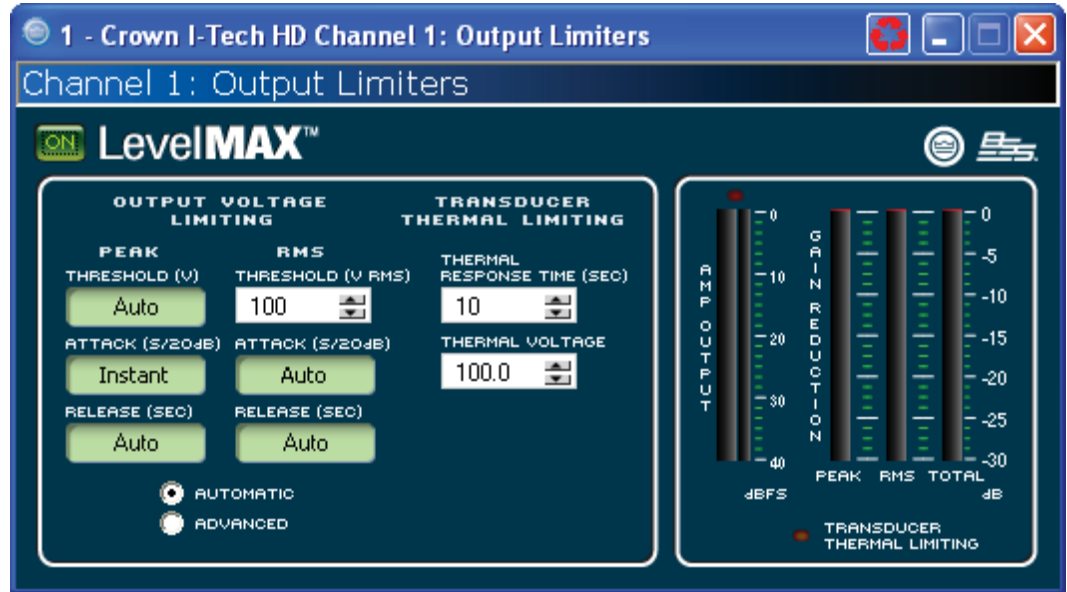 1 - Crown I-Tech HD Channel 1: Output Limiters
Channel 1: Output Limiters
ON LevelMAX™
BSS
OUTPUT VOLTAGE
LIMITING
PEAK
THRESHOLD (V)
Auto
ATTACK (S/20dB)
Instant
RELEASE (SEC)
Auto
RMS
THRESHOLD (V RMS)
100
ATTACK (S/20dB)
Auto
RELEASE (SEC)
Auto
AUTOMATIC
ADVANCED
TRANSDUCER
THERMAL LIMITING
THERMAL
RESPONSE TIME (SEC)
10
THERMAL VOLTAGE
100.0
AMP OUTPUT
0
10
20
30
40
dBFS
GAIN REDUCTION
0
-5
-10
-15
-20
-25
-30
PEAK RMS TOTAL
dB
TRANSDUCER
THERMAL LIMITING